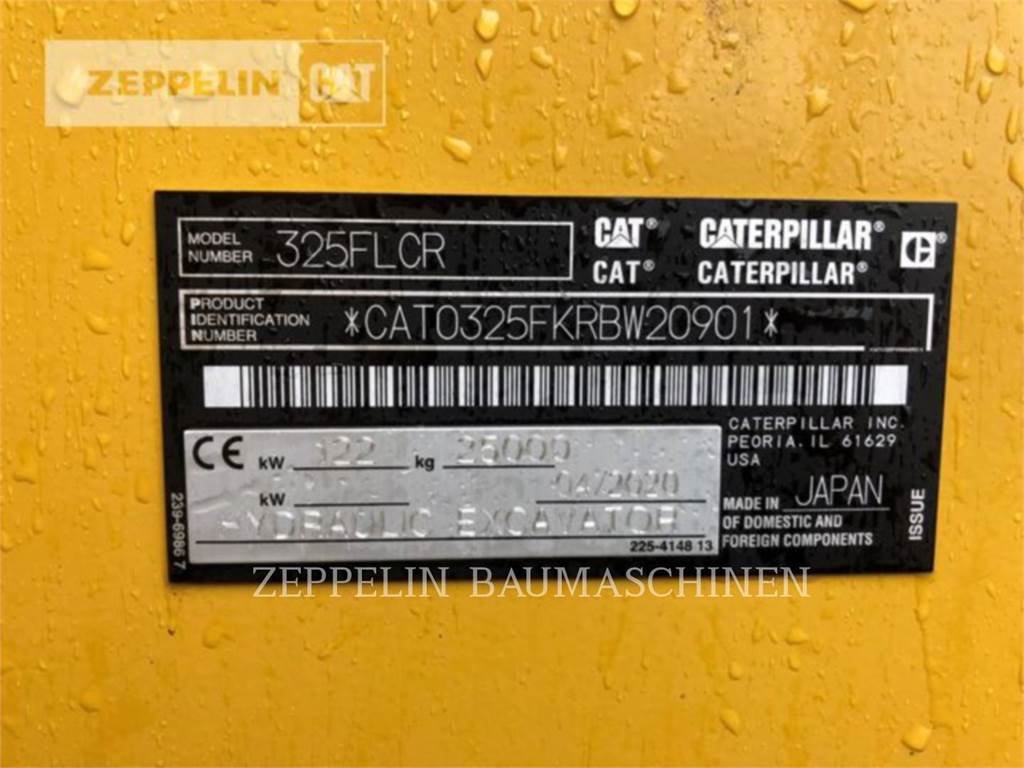 ZEPPELIN CAT
MODEL NUMBER 325FLCR
CAT® CATERPILLAR®
CAT® CATERPILLAR®
PRODUCT IDENTIFICATION NUMBER *CAT0325FKRBW20901*
CE kW 122 kg 25000
kW 04/2020
HYDRAULIC EXCAVATOR
225-4148 13
239-6986 7
CATERPILLAR INC.
PEORIA, IL 61629
USA
MADE IN JAPAN
OF DOMESTIC AND
FOREIGN COMPONENTS
ISSUE
ZEPPELIN BAUMASCHINEN